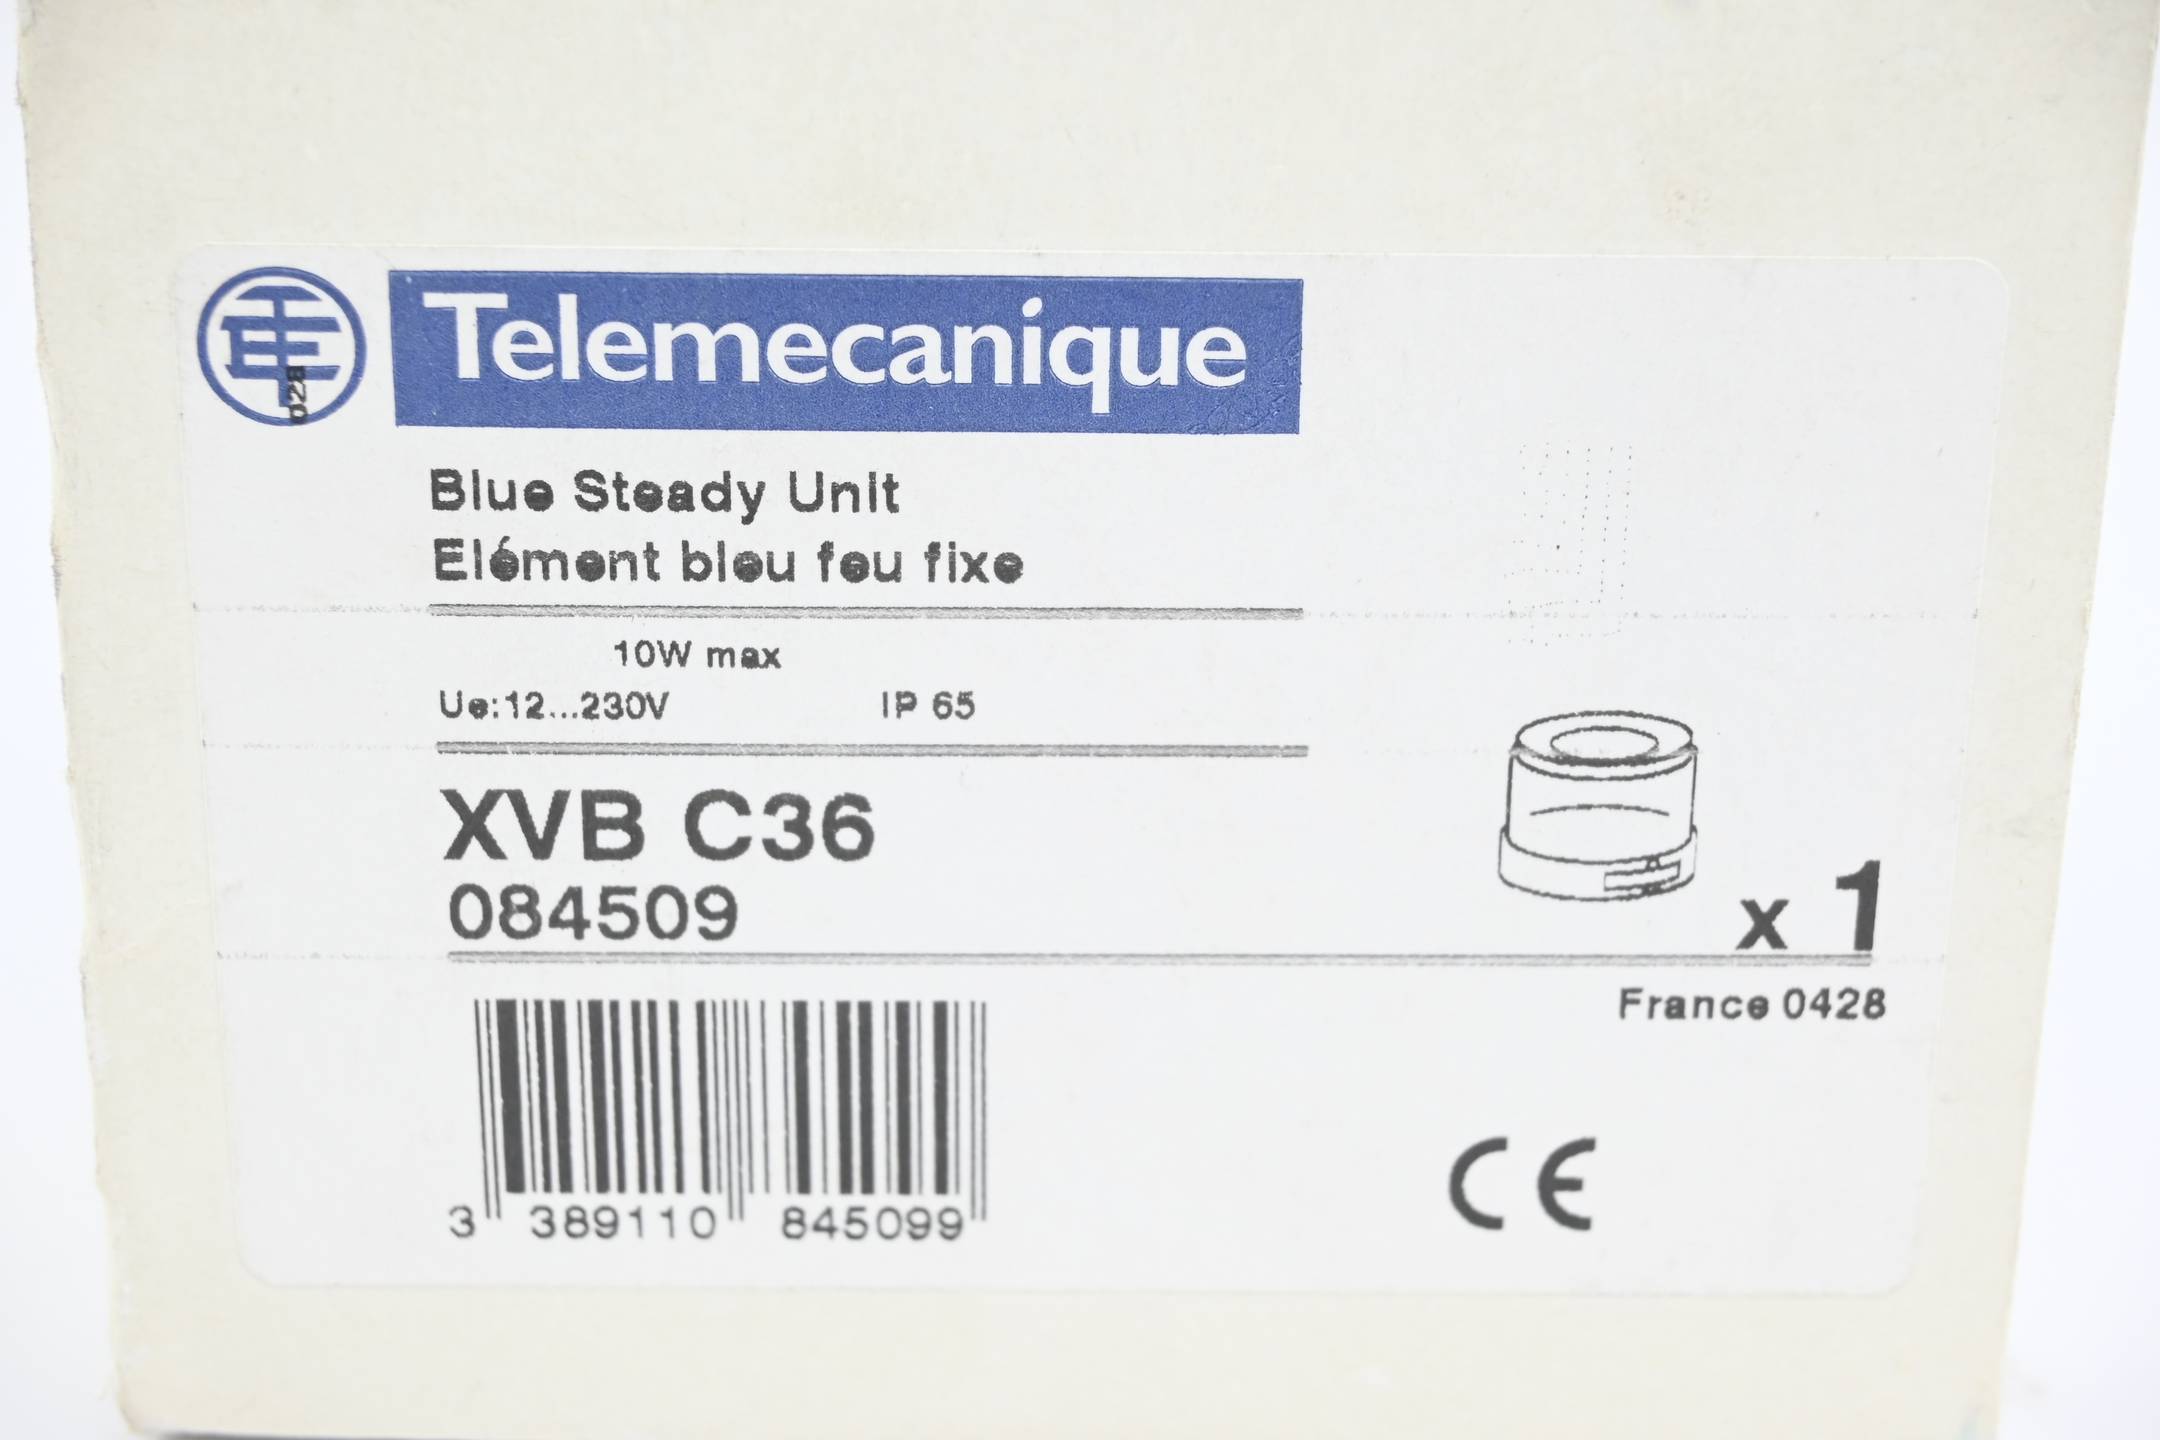 Telemecanique
028
Blue Steady Unit
Elément bleu feu fixe
10W max
Ue:12...230V IP 65
XVB C36
084509
x 1
France 0428
3 389110 845099
CE